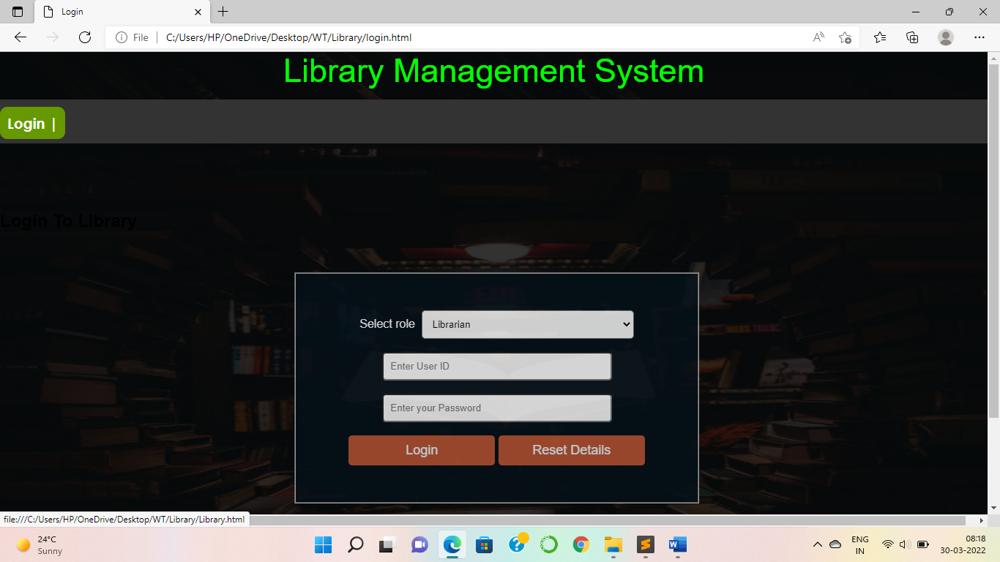 Login
File
C:/Users/HP/OneDrive/Desktop/WT/Library/login.html
Library Management System
Login |
Login To Library
Select role Librarian
Enter User ID
Enter your Password
Login Reset Details
file:///C:/Users/HP/OneDrive/Desktop/WT/Library/Library.html
24°C
Sunny
ENG
IN
08:18
30-03-2022